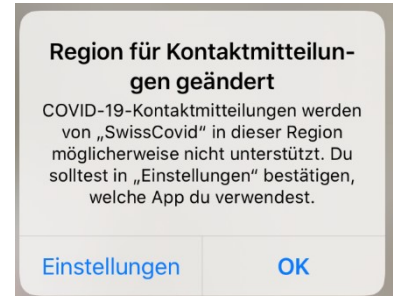 Region für Kontaktmitteilun-
gen geändert
COVID-19-Kontaktmitteilungen werden
von „SwissCovid“ in dieser Region
möglicherweise nicht unterstützt. Du
solltest in „Einstellungen“ bestätigen,
welche App du verwendest.
Einstellungen
OK